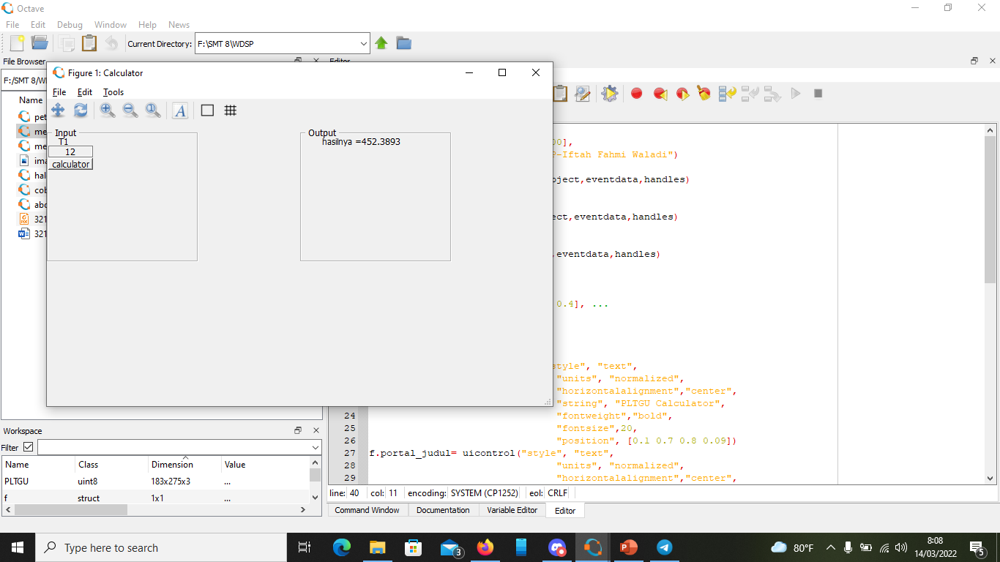 Octave
File Edit Debug Window Help News
Current Directory: F:\SMT 8\WDSP
File Browser
Editor
F:/SMT 8/W
Name
pet
me
me
ima
hal
cob
abo
321
321
Figure 1: Calculator
File Edit Tools
A
Input
T1
12
calculator
Output
hasilnya =452.3893
00],
P-Iftah Fahmi Waladi")
bject,eventdata,handles)
ect,eventdata,handles)
,eventdata,handles)
0.4], ...
style", "text",
"units", "normalized",
"horizontalalignment","center",
"string", "PLTGU Calculator",
24 "fontweight","bold",
25 "fontsize",20,
26 "position", [0.1 0.7 0.8 0.09])
27 f.portal_judul= uicontrol("style", "text",
28 "units", "normalized",
29 "horizontalalignment","center",
line: 40 col: 11 encoding: SYSTEM (CP1252) eol: CRLF
Command Window Documentation Variable Editor Editor
Workspace
Filter
Name Class Dimension Value
PLTGU uint8 183x275x3 ...
f struct 1x1 ...
Type here to search
3
80°F
8:08
14/03/2022
5